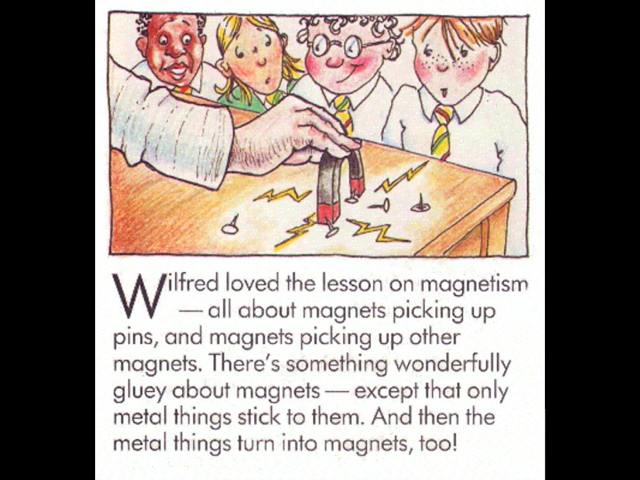 Wilfred loved the lesson on magnetism
— all about magnets picking up
pins, and magnets picking up other
magnets. There's something wonderfully
gluey about magnets — except that only
metal things stick to them. And then the
metal things turn into magnets, too!